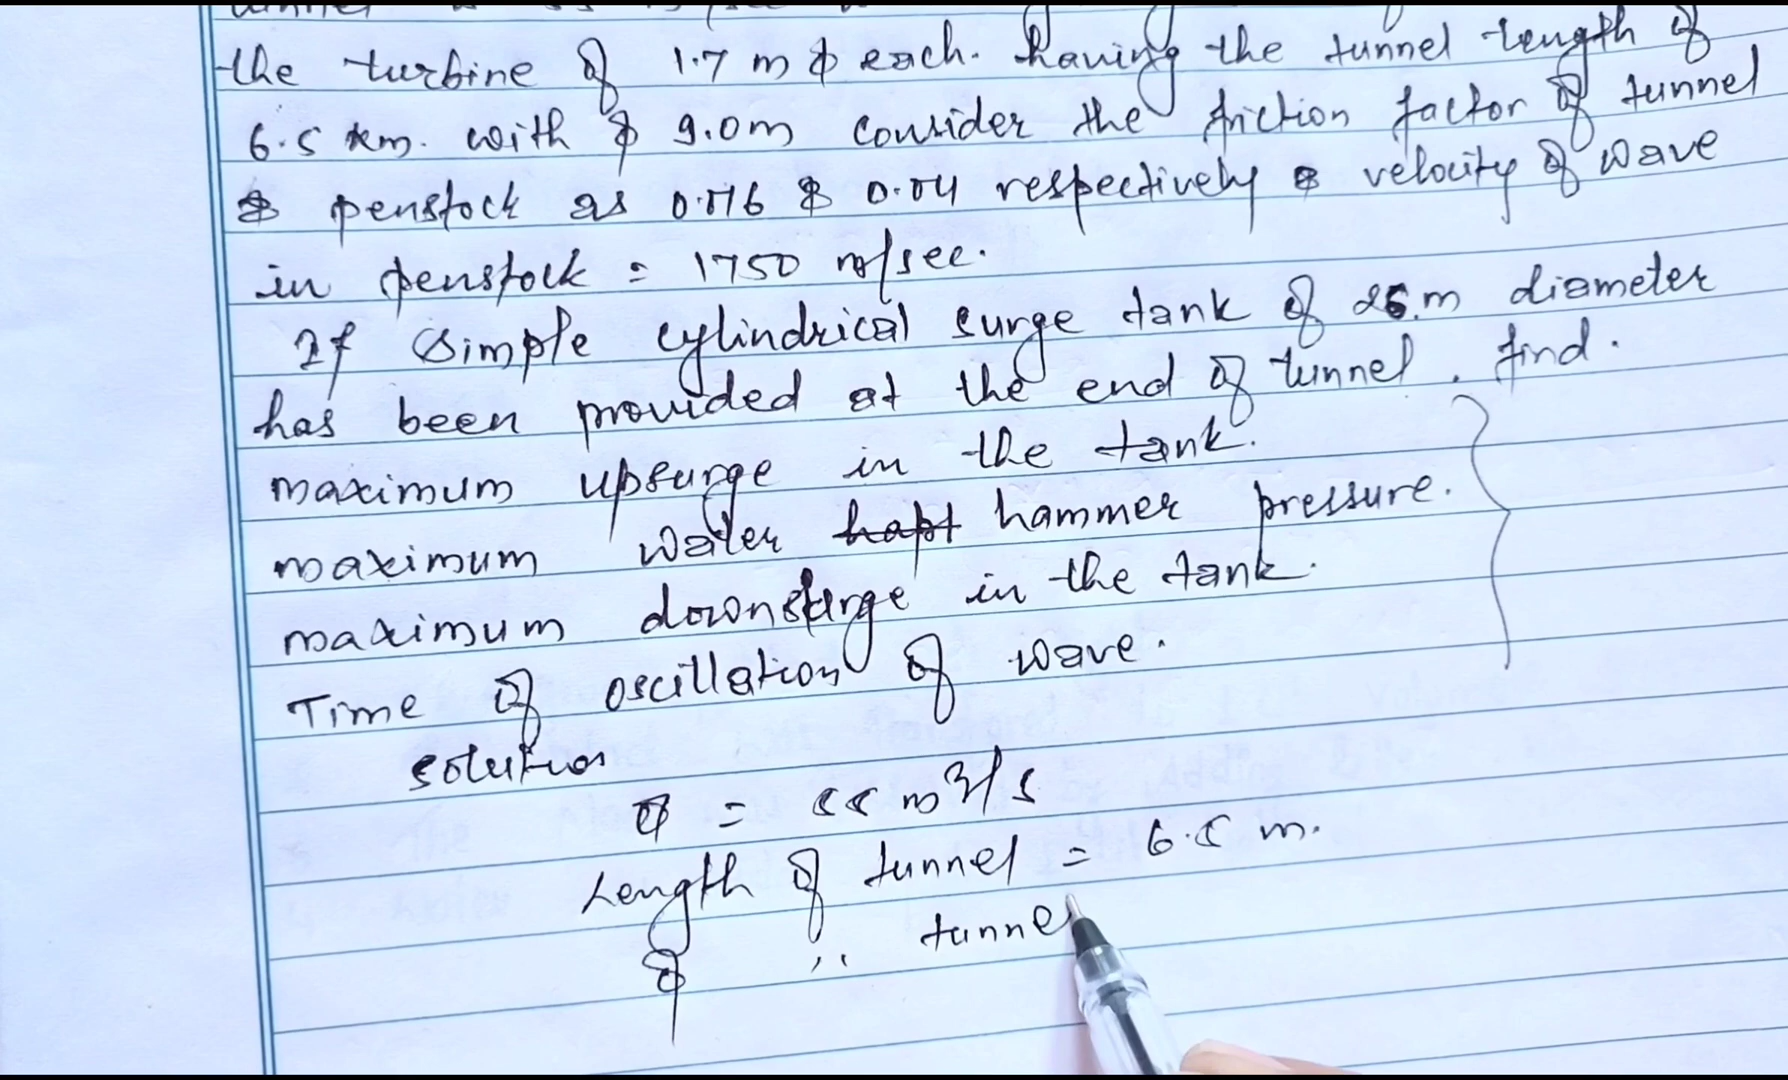 the turbine of 1.7 m ϕ each. having the tunnel length of
6.5 km. with ϕ 9.0m consider the friction factor of tunnel
& penstock as 0.016 & 0.04 respectively & velocity of wave
in penstock = 1750 m/sec.
If simple cylindrical surge tank of 25.m diameter
has been provided at the end of tunnel. find.
maximum upsurge in the tank.
maximum water hammer pressure.
maximum downsurge in the tank.
Time of oscillation of wave.
solution
= 55 m3/s
Length of tunnel = 6.5 m.
ϕ ,, tunnel